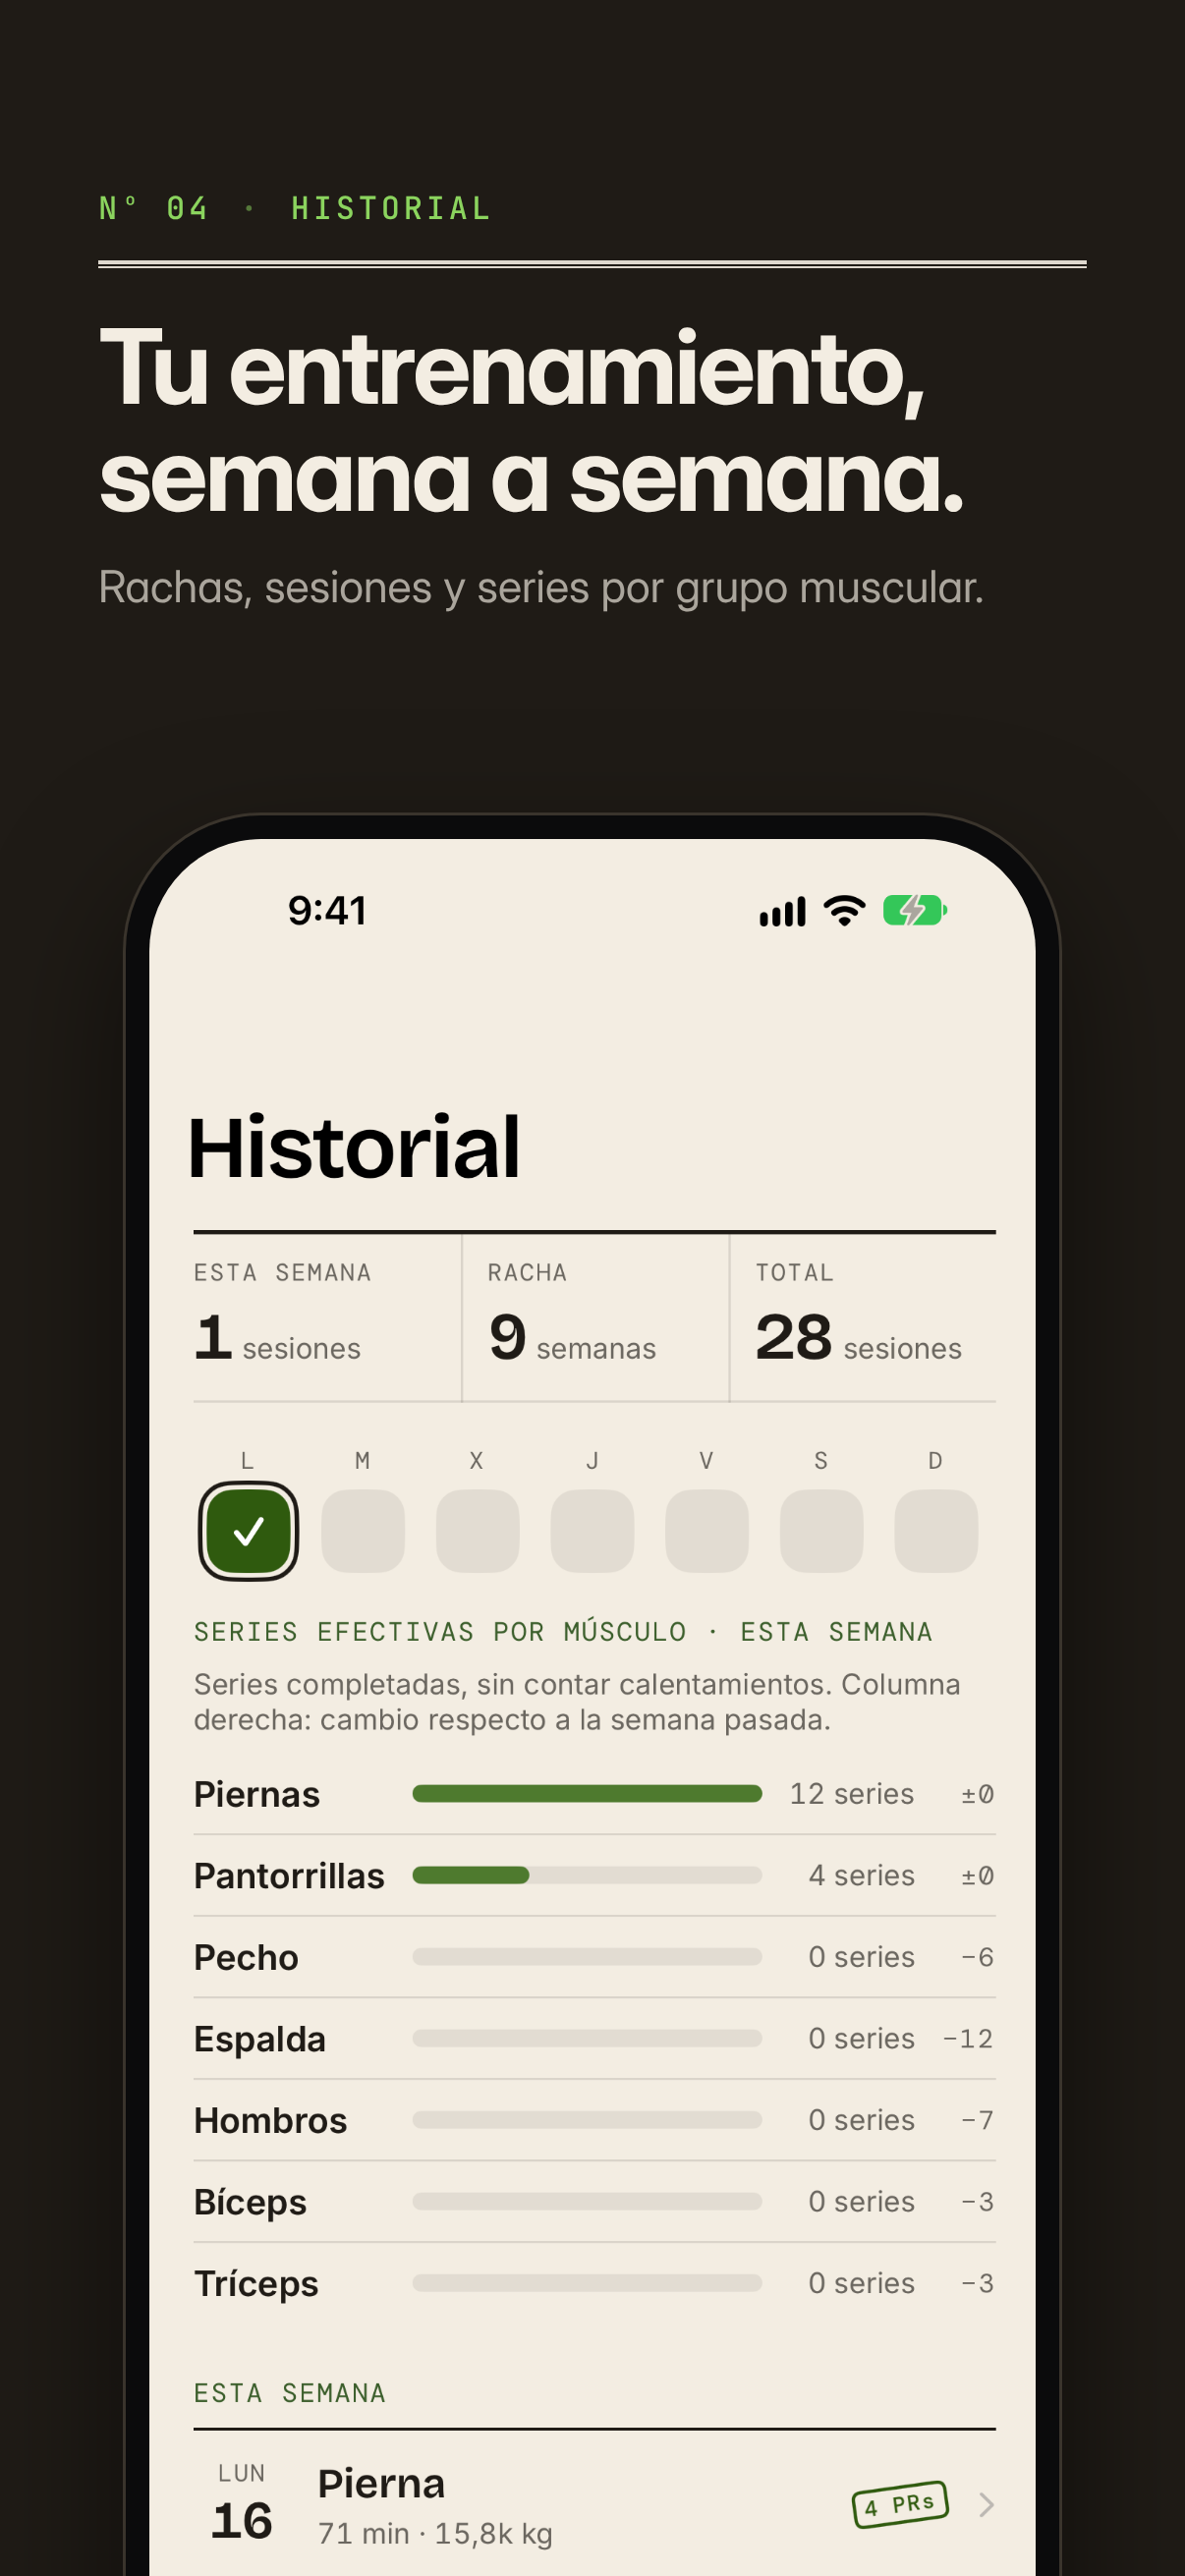 Nº 04 · HISTORIAL
Tu entrenamiento,
semana a semana.
Rachas, sesiones y series por grupo muscular.
9:41
Historial
ESTA SEMANA RACHA TOTAL
1 sesiones 9 semanas 28 sesiones
L M X J V S D
SERIES EFECTIVAS POR MÚSCULO · ESTA SEMANA
Series completadas, sin contar calentamientos. Columna
derecha: cambio respecto a la semana pasada.
Piernas 12 series ±0
Pantorrillas 4 series ±0
Pecho 0 series −6
Espalda 0 series −12
Hombros 0 series −7
Bíceps 0 series −3
Tríceps 0 series −3
ESTA SEMANA
LUN
16
Pierna
71 min · 15,8k kg
4 PRs